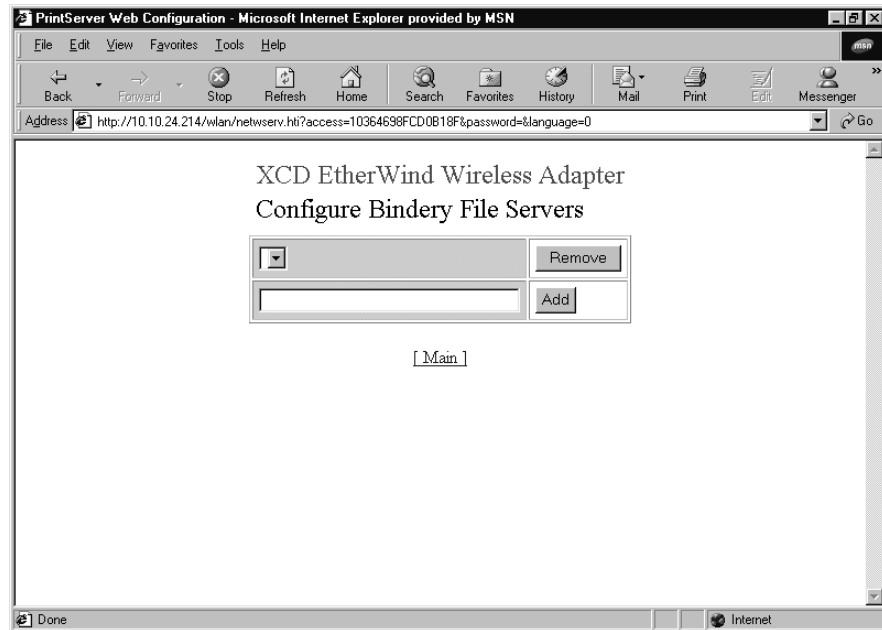 PrintServer Web Configuration - Microsoft Internet Explorer provided by MSN
File Edit View Favorites Tools Help
msn
Back Forward Stop Refresh Home Search Favorites History Mail Print Edit Messenger »
Address http://10.10.24.214/wlan/netwserv.hti?access=10364698FCD0B18F&password=&language=0 Go
XCD EtherWind Wireless Adapter
Configure Bindery File Servers
Remove
Add
[ Main ]
Done Internet